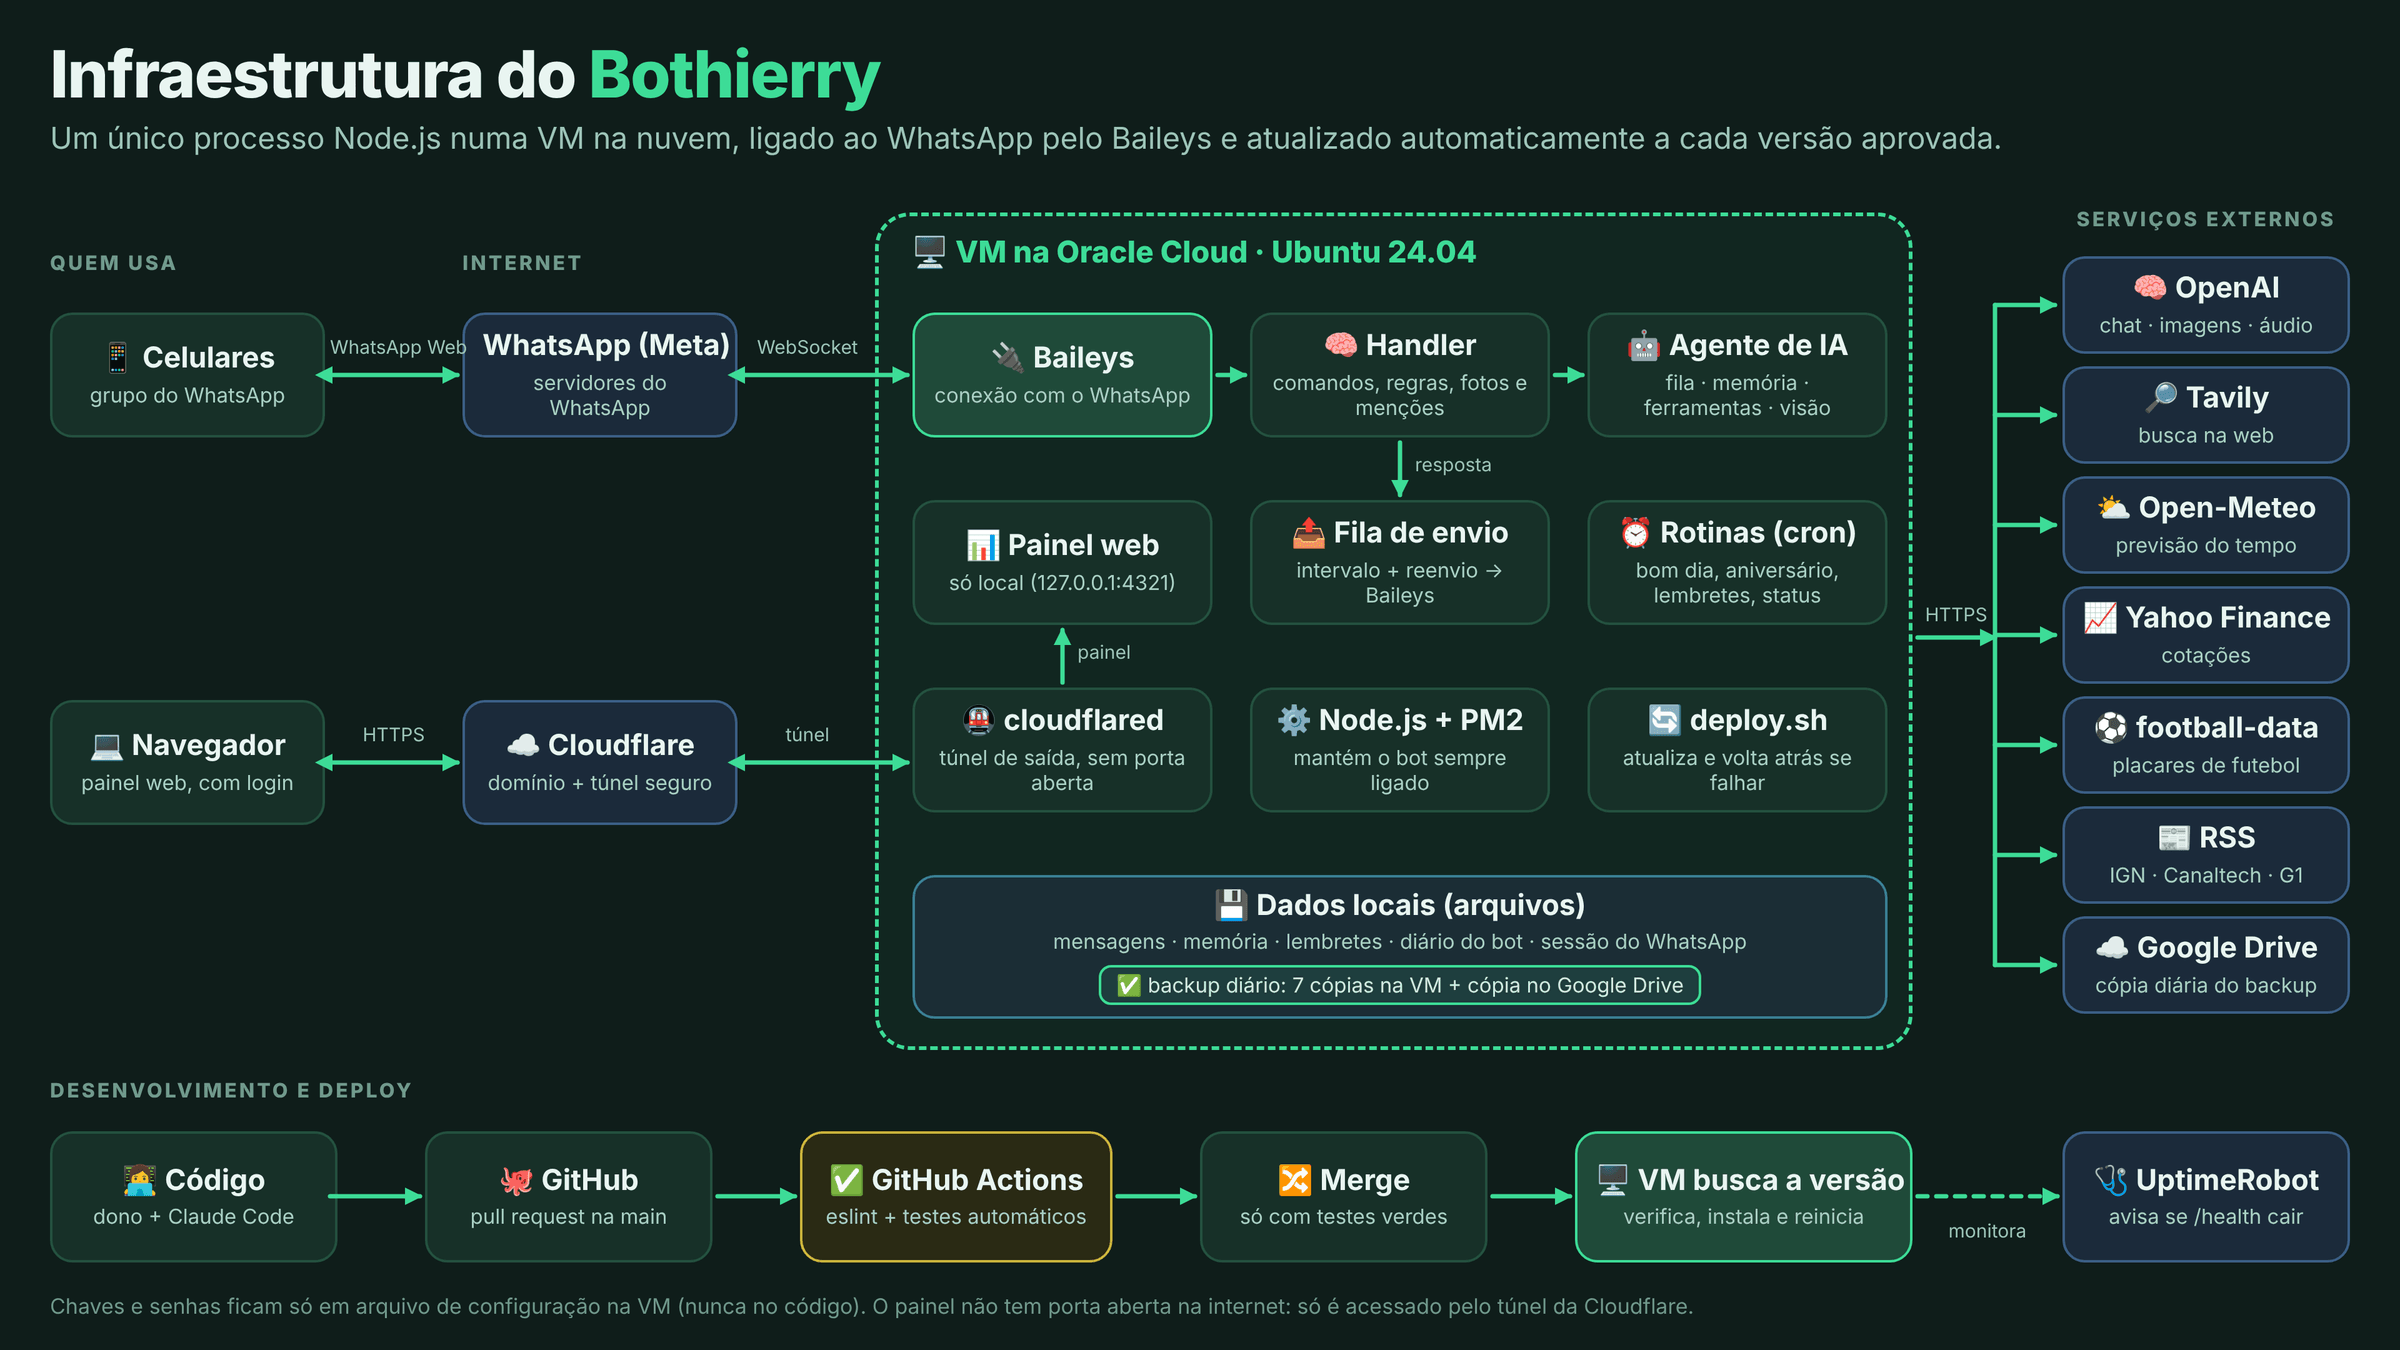 Infraestrutura do Bothierry
Um único processo Node.js numa VM na nuvem, ligado ao WhatsApp pelo Baileys e atualizado automaticamente a cada versão aprovada.
QUEM USA
INTERNET
SERVIÇOS EXTERNOS
VM na Oracle Cloud · Ubuntu 24.04
Celulares
grupo do WhatsApp
WhatsApp Web
WhatsApp (Meta)
servidores do
WhatsApp
WebSocket
Baileys
conexão com o WhatsApp
Handler
comandos, regras, fotos e
menções
Agente de IA
fila · memória ·
ferramentas · visão
resposta
Painel web
só local (127.0.0.1:4321)
Fila de envio
intervalo + reenvio →
Baileys
Rotinas (cron)
bom dia, aniversário,
lembretes, status
painel
Navegador
painel web, com login
HTTPS
Cloudflare
domínio + túnel seguro
túnel
cloudflared
túnel de saída, sem porta
aberta
Node.js + PM2
mantém o bot sempre
ligado
deploy.sh
atualiza e volta atrás se
falhar
Dados locais (arquivos)
mensagens · memória · lembretes · diário do bot · sessão do WhatsApp
backup diário: 7 cópias na VM + cópia no Google Drive
HTTPS
OpenAI
chat · imagens · áudio
Tavily
busca na web
Open-Meteo
previsão do tempo
Yahoo Finance
cotações
football-data
placares de futebol
RSS
IGN · Canaltech · G1
Google Drive
cópia diária do backup
DESENVOLVIMENTO E DEPLOY
Código
dono + Claude Code
GitHub
pull request na main
GitHub Actions
eslint + testes automáticos
Merge
só com testes verdes
VM busca a versão
verifica, instala e reinicia
monitora
UptimeRobot
avisa se /health cair
Chaves e senhas ficam só em arquivo de configuração na VM (nunca no código). O painel não tem porta aberta na internet: só é acessado pelo túnel da Cloudflare.